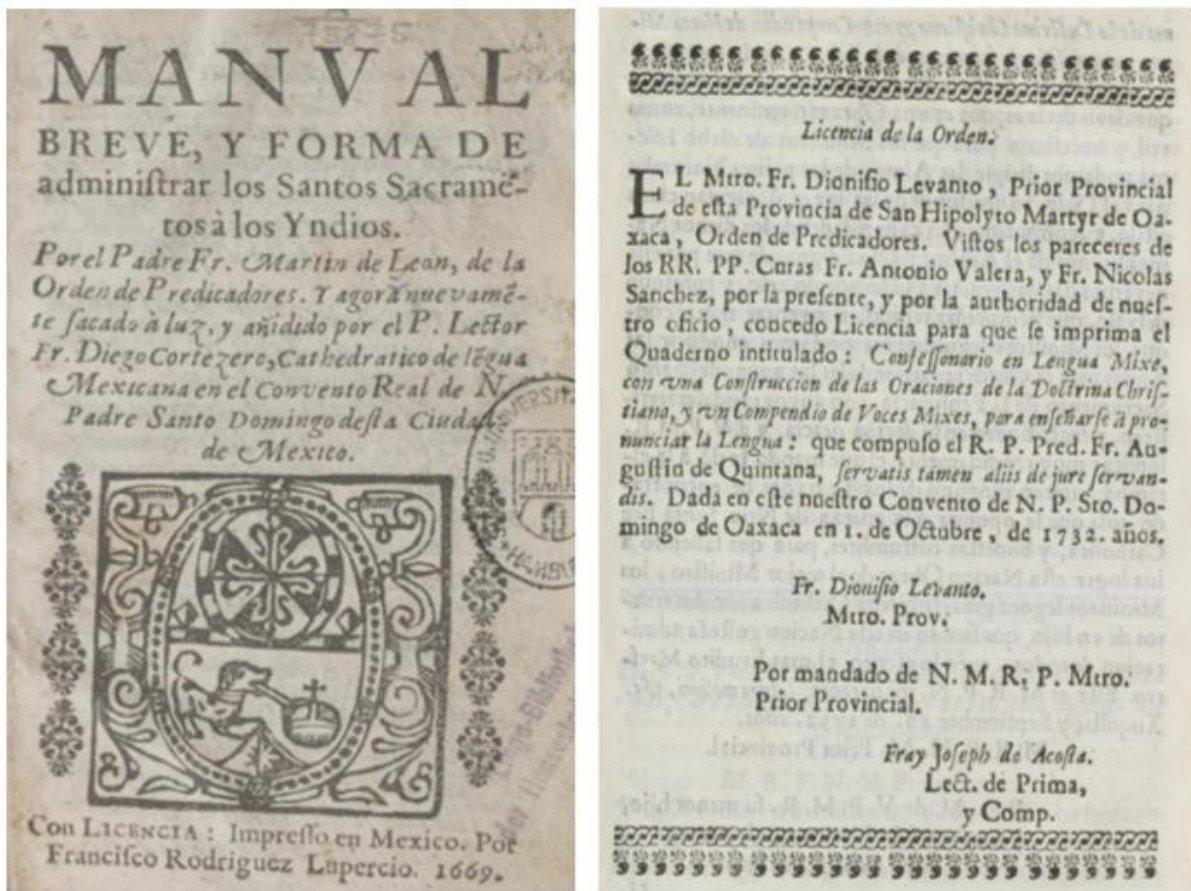 MANVAL
BREVE, Y FORMA DE
adminiſtrar los Santos Sacramẽ-
tos à los Yndios.
Por el Padre Fr. Martin de Leon, de la
Orden de Predicadores. Y agora nuevamẽ-
te ſacado à luz, y añidido por el P. Lector
Fr. Diego Cortezero, Cathedratico de lẽgua
Mexicana en el Convento Real de N.
Padre Santo Domingo deſta Ciudad
de Mexico.
Con LICENCIA: Impreſſo en Mexico. Por
Franciſco Rodriguez Lupercio. 1669.
Licencia de la Orden.
EL Mtro. Fr. Dioniſio Levanto, Prior Provincial
de eſta Provincia de San Hipolyto Martyr de Oa-
xaca, Orden de Predicadores. Viſtos los pareceres de
los RR. PP. Curas Fr. Antonio Valera, y Fr. Nicolas
Sanchez, por la preſente, y por la authoridad de nueſ-
tro oficio, concedo Licencia para que ſe imprima el
Quaderno intitulado: Confeſſonario en Lengua Mixe,
con vna Conſtruccion de las Oraciones de la Doctrina Chriſ-
tiana, y vn Compendio de Voces Mixes, para enſeñarſe à pro-
nunciar la Lengua: que compuſo el R. P. Pred. Fr. Au-
guſtin de Quintana, ſervatis tamen aliis de jure ſervan-
dis. Dada en eſte nueſtro Convento de N. P. Sto. Do-
mingo de Oaxaca en 1. de Octubre, de 1732. años.
Fr. Dioniſio Levanto.
Mtro. Prov.
Por mandado de N. M. R. P. Mtro.
Prior Provincial.
Fray Joſeph de Acoſta.
Lect. de Prima,
y Comp.